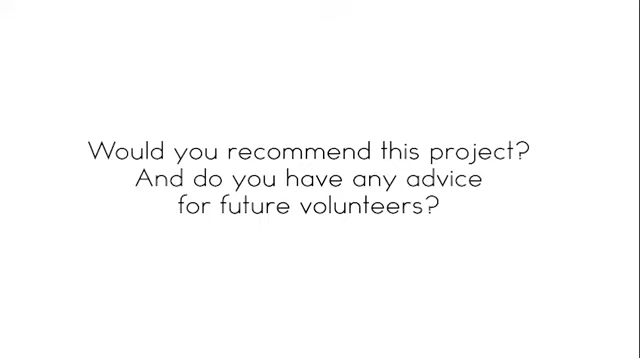 Would you recommend this project?
And do you have any advice
for future volunteers?